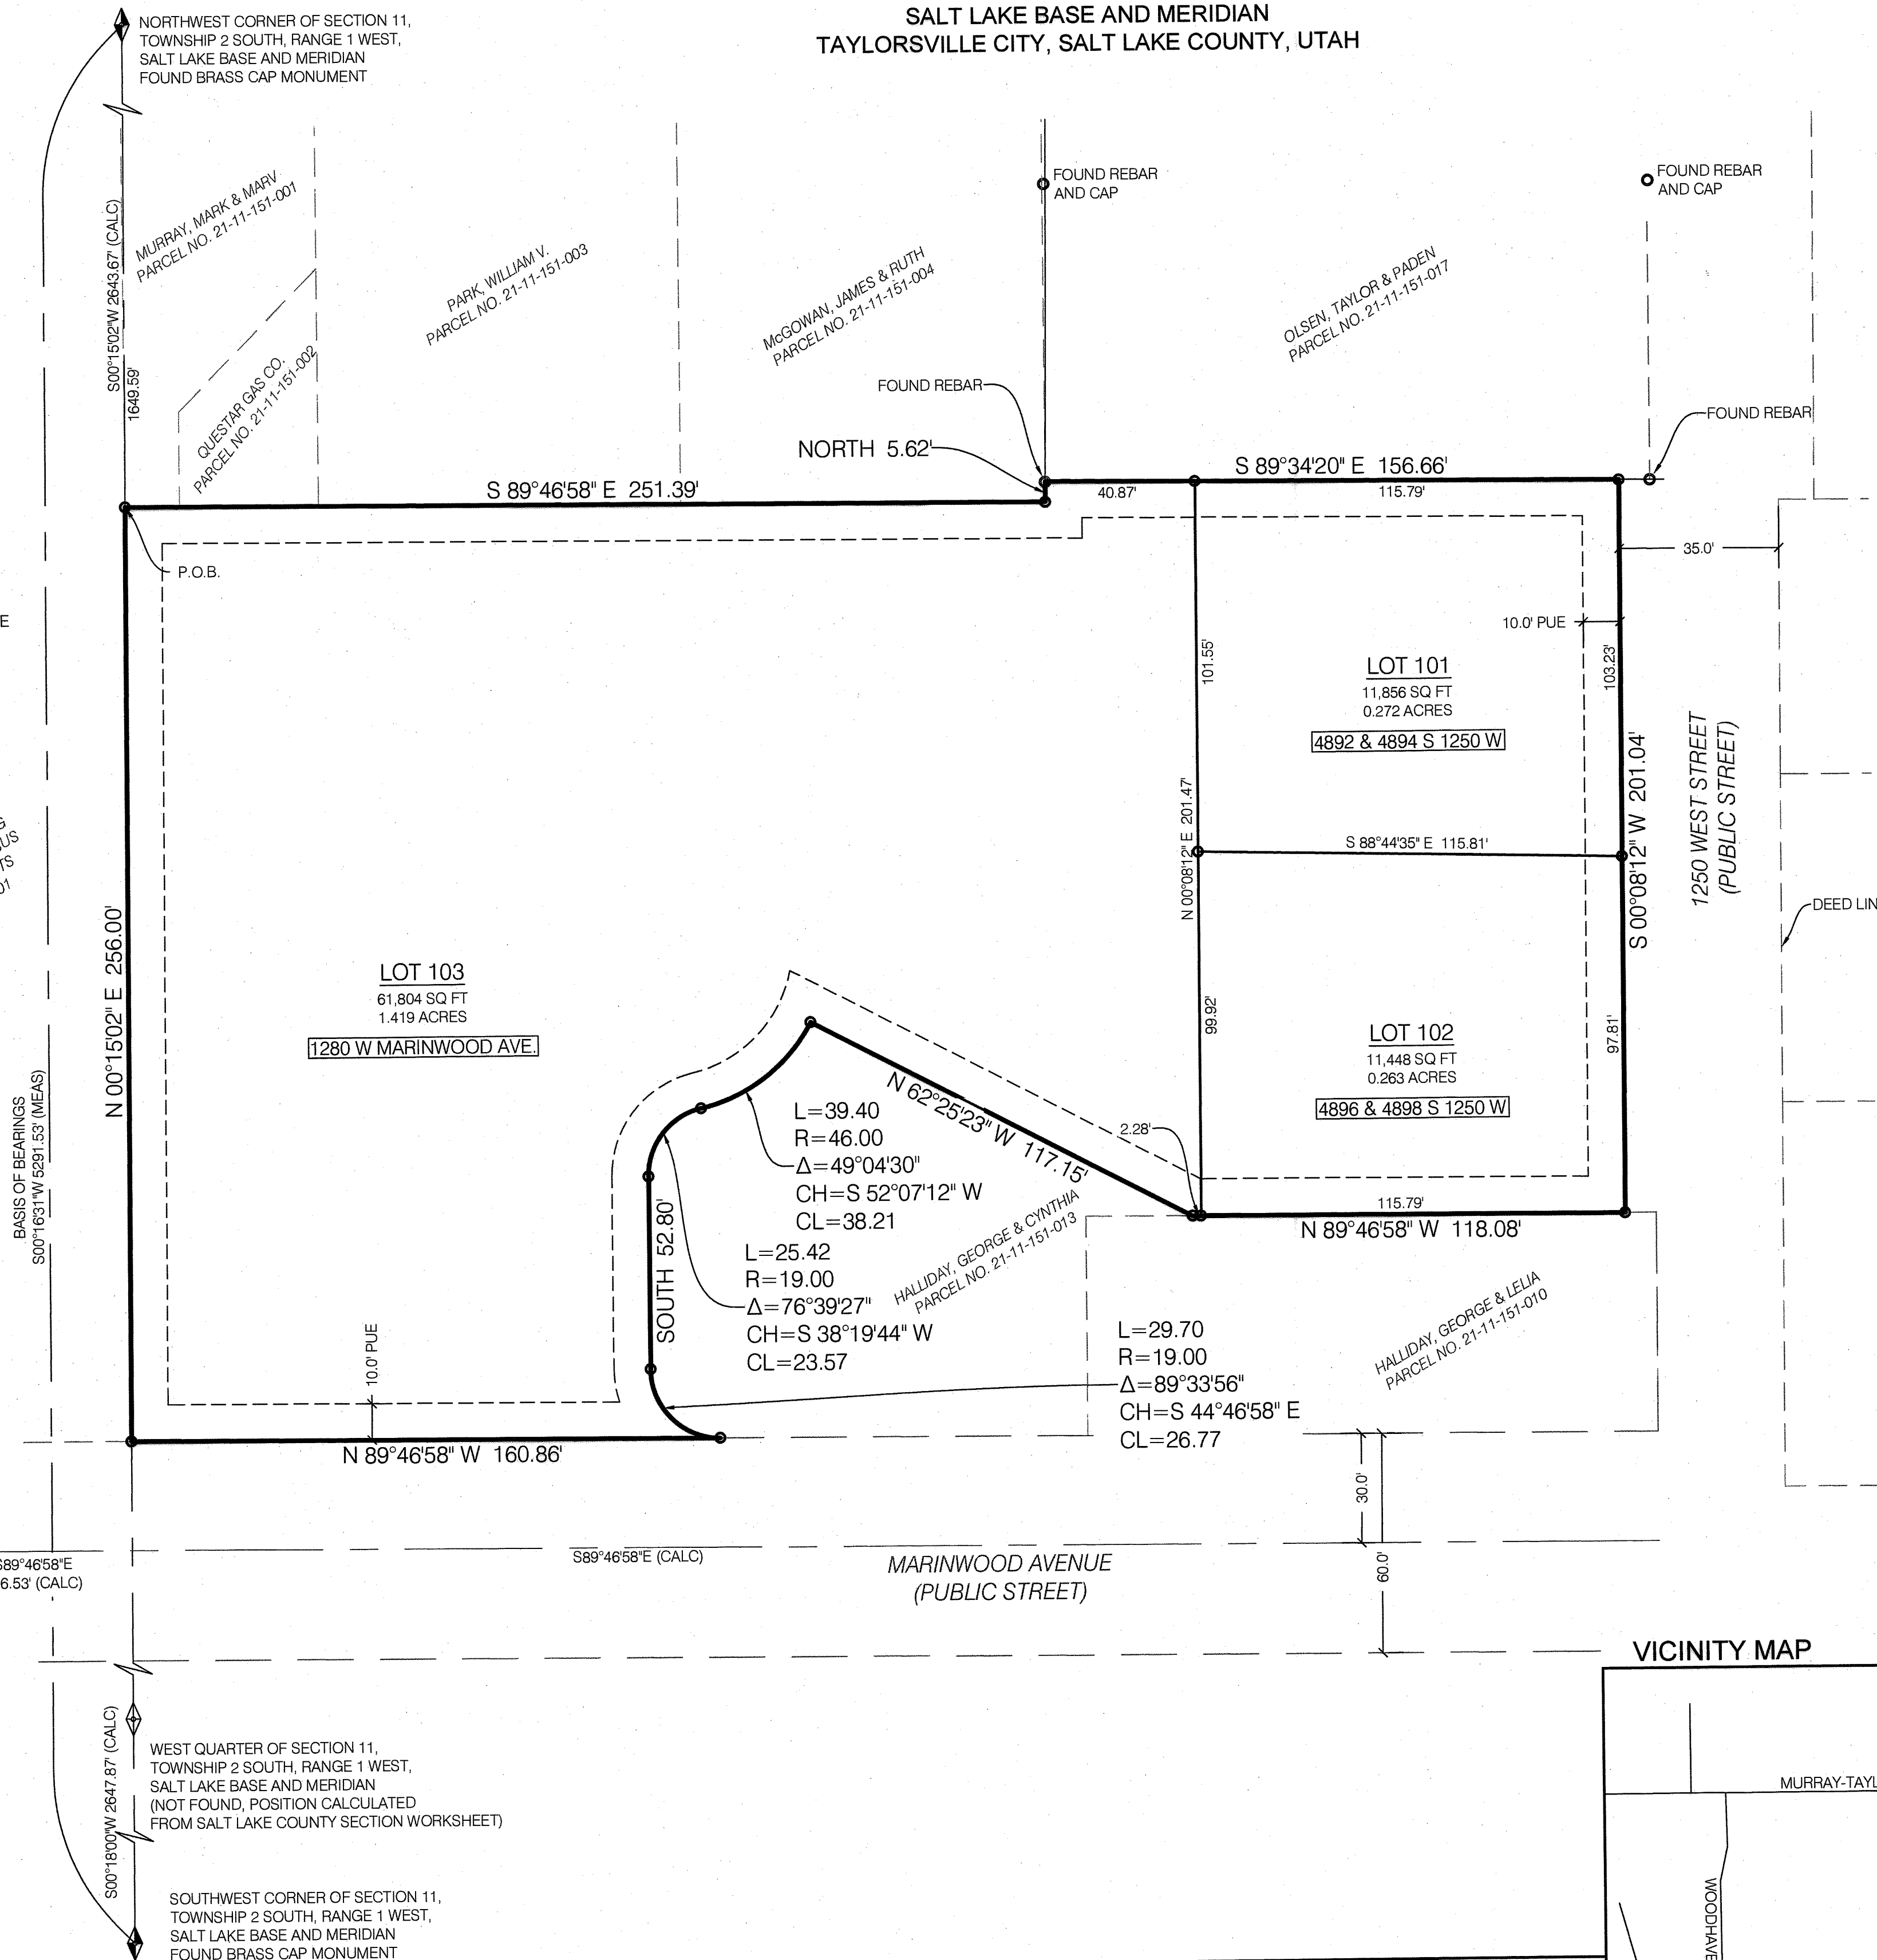 SALT LAKE BASE AND MERIDIAN
TAYLORSVILLE CITY, SALT LAKE COUNTY, UTAH
NORTHWEST CORNER OF SECTION 11,
TOWNSHIP 2 SOUTH, RANGE 1 WEST,
SALT LAKE BASE AND MERIDIAN
FOUND BRASS CAP MONUMENT
S00°15'02"W 2643.67' (CALC)
1649.59'
MURRAY, MARK & MARV
PARCEL NO. 21-11-151-001
QUESTAR GAS CO.
PARCEL NO. 21-11-151-002
PARK, WILLIAM V.
PARCEL NO. 21-11-151-003
McGOWAN, JAMES & RUTH
PARCEL NO. 21-11-151-004
FOUND REBAR
AND CAP
OLSEN, TAYLOR & PADEN
PARCEL NO. 21-11-151-017
FOUND REBAR
AND CAP
FOUND REBAR
FOUND REBAR
NORTH 5.62'
S 89°46'58" E 251.39'
S 89°34'20" E 156.66'
40.87'
115.79'
P.O.B.
35.0'
10.0' PUE
101.55'
103.23'
LOT 101
11,856 SQ FT
0.272 ACRES
4892 & 4894 S 1250 W
N 00°08'12" E 201.47'
S 88°44'35" E 115.81'
S 00°08'12" W 201.04'
1250 WEST STREET
(PUBLIC STREET)
DEED LIN
E
G
US
TS
01
N 00°15'02" E 256.00'
LOT 103
61,804 SQ FT
1.419 ACRES
1280 W MARINWOOD AVE.
99.92'
97.81'
LOT 102
11,448 SQ FT
0.263 ACRES
4896 & 4898 S 1250 W
BASIS OF BEARINGS
S00°16'31"W 5291.53' (MEAS)
N 62°25'23" W 117.15'
2.28'
115.79'
N 89°46'58" W 118.08'
L=39.40
R=46.00
Δ=49°04'30"
CH=S 52°07'12" W
CL=38.21
L=25.42
R=19.00
Δ=76°39'27"
CH=S 38°19'44" W
CL=23.57
SOUTH 52.80'
HALLIDAY, GEORGE & CYNTHIA
PARCEL NO. 21-11-151-013
L=29.70
R=19.00
Δ=89°33'56"
CH=S 44°46'58" E
CL=26.77
HALLIDAY, GEORGE & LELIA
PARCEL NO. 21-11-151-010
10.0' PUE
N 89°46'58" W 160.86'
30.0'
60.0'
S89°46'58"E
6.53' (CALC)
S89°46'58"E (CALC)
MARINWOOD AVENUE
(PUBLIC STREET)
S00°18'00"W 2647.87' (CALC)
WEST QUARTER OF SECTION 11,
TOWNSHIP 2 SOUTH, RANGE 1 WEST,
SALT LAKE BASE AND MERIDIAN
(NOT FOUND, POSITION CALCULATED
FROM SALT LAKE COUNTY SECTION WORKSHEET)
SOUTHWEST CORNER OF SECTION 11,
TOWNSHIP 2 SOUTH, RANGE 1 WEST,
SALT LAKE BASE AND MERIDIAN
FOUND BRASS CAP MONUMENT
VICINITY MAP
MURRAY-TAYL
WOODHAVE